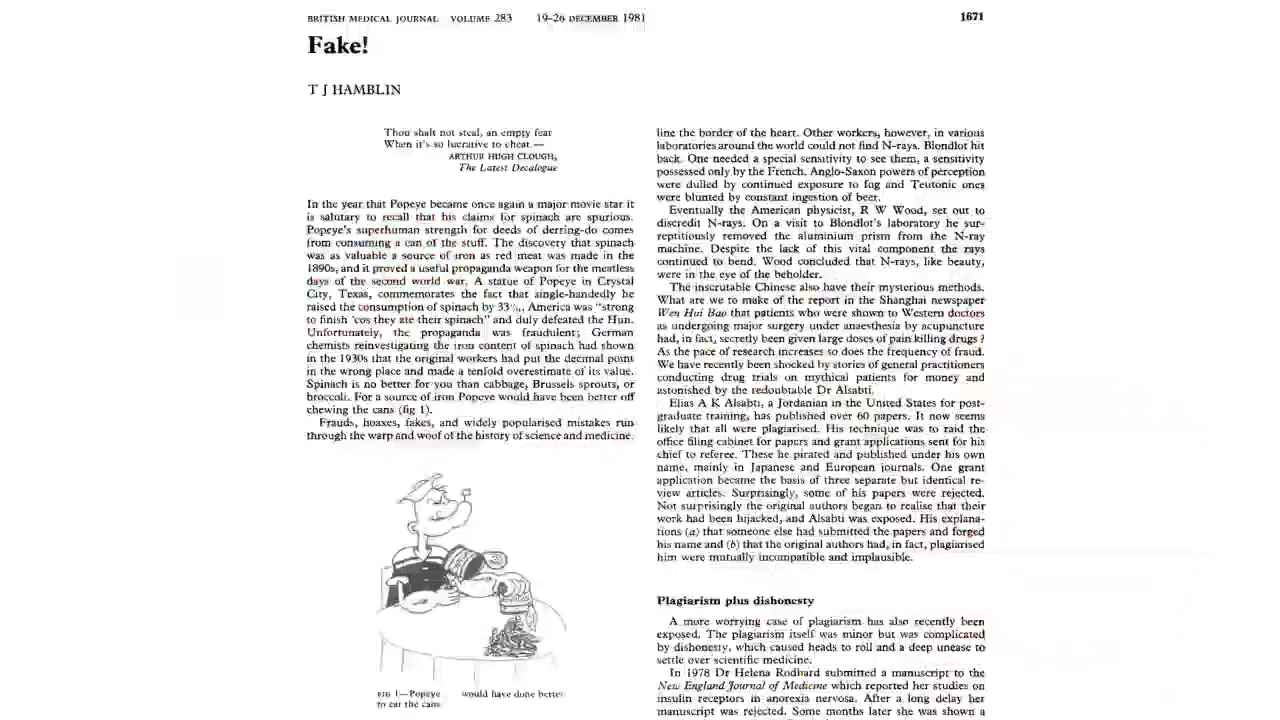 BRITISH MEDICAL JOURNAL VOLUME 283 19-26 DECEMBER 1981 1671
Fake!
T J HAMBLIN
Thou shalt not steal, an empty feat
When it's so lucrative to cheat.—
ARTHUR HUGH CLOUGH,
The Latest Decalogue
In the year that Popeye became once again a major movie star it
is salutary to recall that his claims for spinach are spurious.
Popeye's superhuman strength for deeds of derring-do comes
from consuming a can of the stuff. The discovery that spinach
was as valuable a source of iron as red meat was made in the
1890s, and it proved a useful propaganda weapon for the meatless
days of the second world war. A statue of Popeye in Crystal
City, Texas, commemorates the fact that single-handedly he
raised the consumption of spinach by 33%. America was "strong
to finish 'cos they ate their spinach" and duly defeated the Hun.
Unfortunately, the propaganda was fraudulent; German
chemists reinvestigating the iron content of spinach had shown
in the 1930s that the original workers had put the decimal point
in the wrong place and made a tenfold overestimate of its value.
Spinach is no better for you than cabbage, Brussels sprouts, or
broccoli. For a source of iron Popeye would have been better off
chewing the cans (fig 1).
Frauds, hoaxes, fakes, and widely popularised mistakes run
through the warp and woof of the history of science and medicine.
FIG 1—Popeye would have done better
to eat the cans
line the border of the heart. Other workers, however, in various
laboratories around the world could not find N-rays. Blondlot hit
back. One needed a special sensitivity to see them, a sensitivity
possessed only by the French. Anglo-Saxon powers of perception
were dulled by continued exposure to fog and Teutonic ones
were blunted by constant ingestion of beer.
Eventually the American physicist, R W Wood, set out to
discredit N-rays. On a visit to Blondlot's laboratory he sur-
reptitiously removed the aluminium prism from the N-ray
machine. Despite the lack of this vital component the rays
continued to bend. Wood concluded that N-rays, like beauty,
were in the eye of the beholder.
The inscrutable Chinese also have their mysterious methods.
What are we to make of the report in the Shanghai newspaper
Wen Hui Bao that patients who were shown to Western doctors
as undergoing major surgery under anaesthesia by acupuncture
had, in fact, secretly been given large doses of pain killing drugs?
As the pace of research increases so does the frequency of fraud.
We have recently been shocked by stories of general practitioners
conducting drug trials on mythical patients for money and
astonished by the redoubtable Dr Alsabti.
Elias A K Alsabti, a Jordanian in the United States for post-
graduate training, has published over 60 papers. It now seems
likely that all were plagiarised. His technique was to raid the
office filing cabinet for papers and grant applications sent for his
chief to referee. These he pirated and published under his own
name, mainly in Japanese and European journals. One grant
application became the basis of three separate but identical re-
view articles. Surprisingly, some of his papers were rejected.
Not surprisingly the original authors began to realise that their
work had been hijacked, and Alsabti was exposed. His explana-
tions (a) that someone else had submitted the papers and forged
his name and (b) that the original authors had, in fact, plagiarised
him were mutually incompatible and implausible.
Plagiarism plus dishonesty
A more worrying case of plagiarism has also recently been
exposed. The plagiarism itself was minor but was complicated
by dishonesty, which caused heads to roll and a deep unease to
settle over scientific medicine.
In 1978 Dr Helena Rodbard submitted a manuscript to the
New England Journal of Medicine which reported her studies on
insulin receptors in anorexia nervosa. After a long delay her
manuscript was rejected. Some months later she was shown a